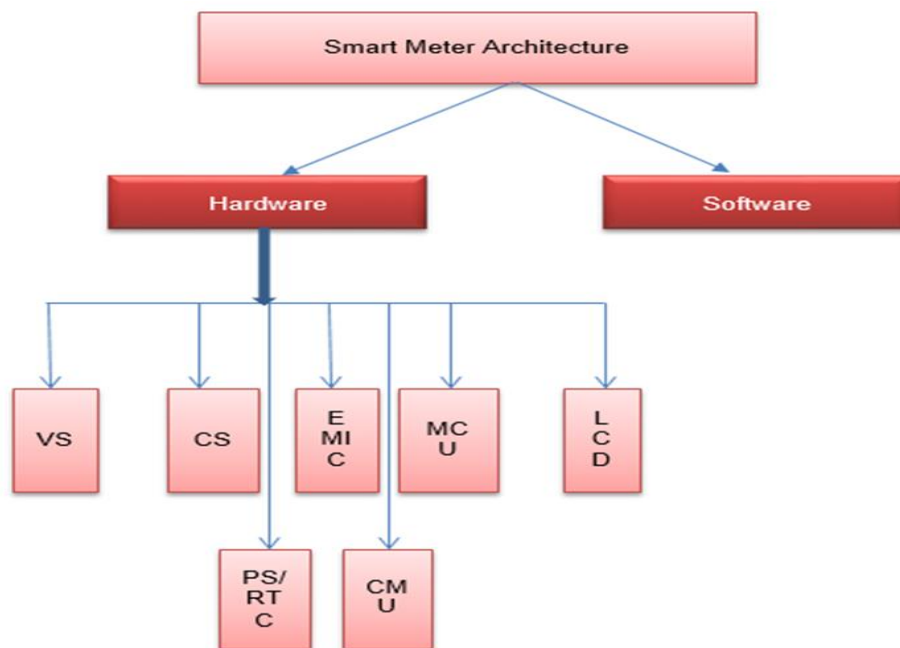 Smart Meter Architecture
Hardware
Software
VS
CS
E
MI
C
MC
U
L
C
D
PS/
RT
C
CM
U